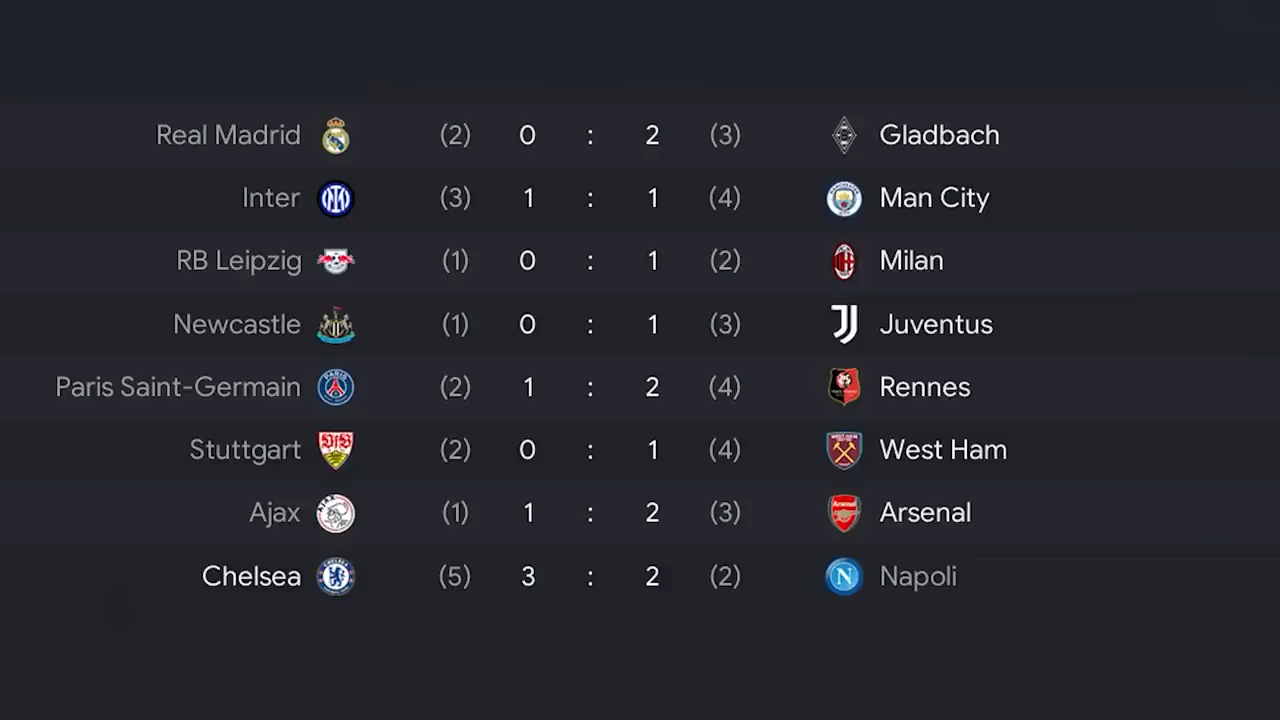 Real Madrid (2) 0 : 2 (3) Gladbach
Inter (3) 1 : 1 (4) Man City
RB Leipzig (1) 0 : 1 (2) Milan
Newcastle (1) 0 : 1 (3) Juventus
Paris Saint-Germain (2) 1 : 2 (4) Rennes
Stuttgart (2) 0 : 1 (4) West Ham
Ajax (1) 1 : 2 (3) Arsenal
Chelsea (5) 3 : 2 (2) Napoli